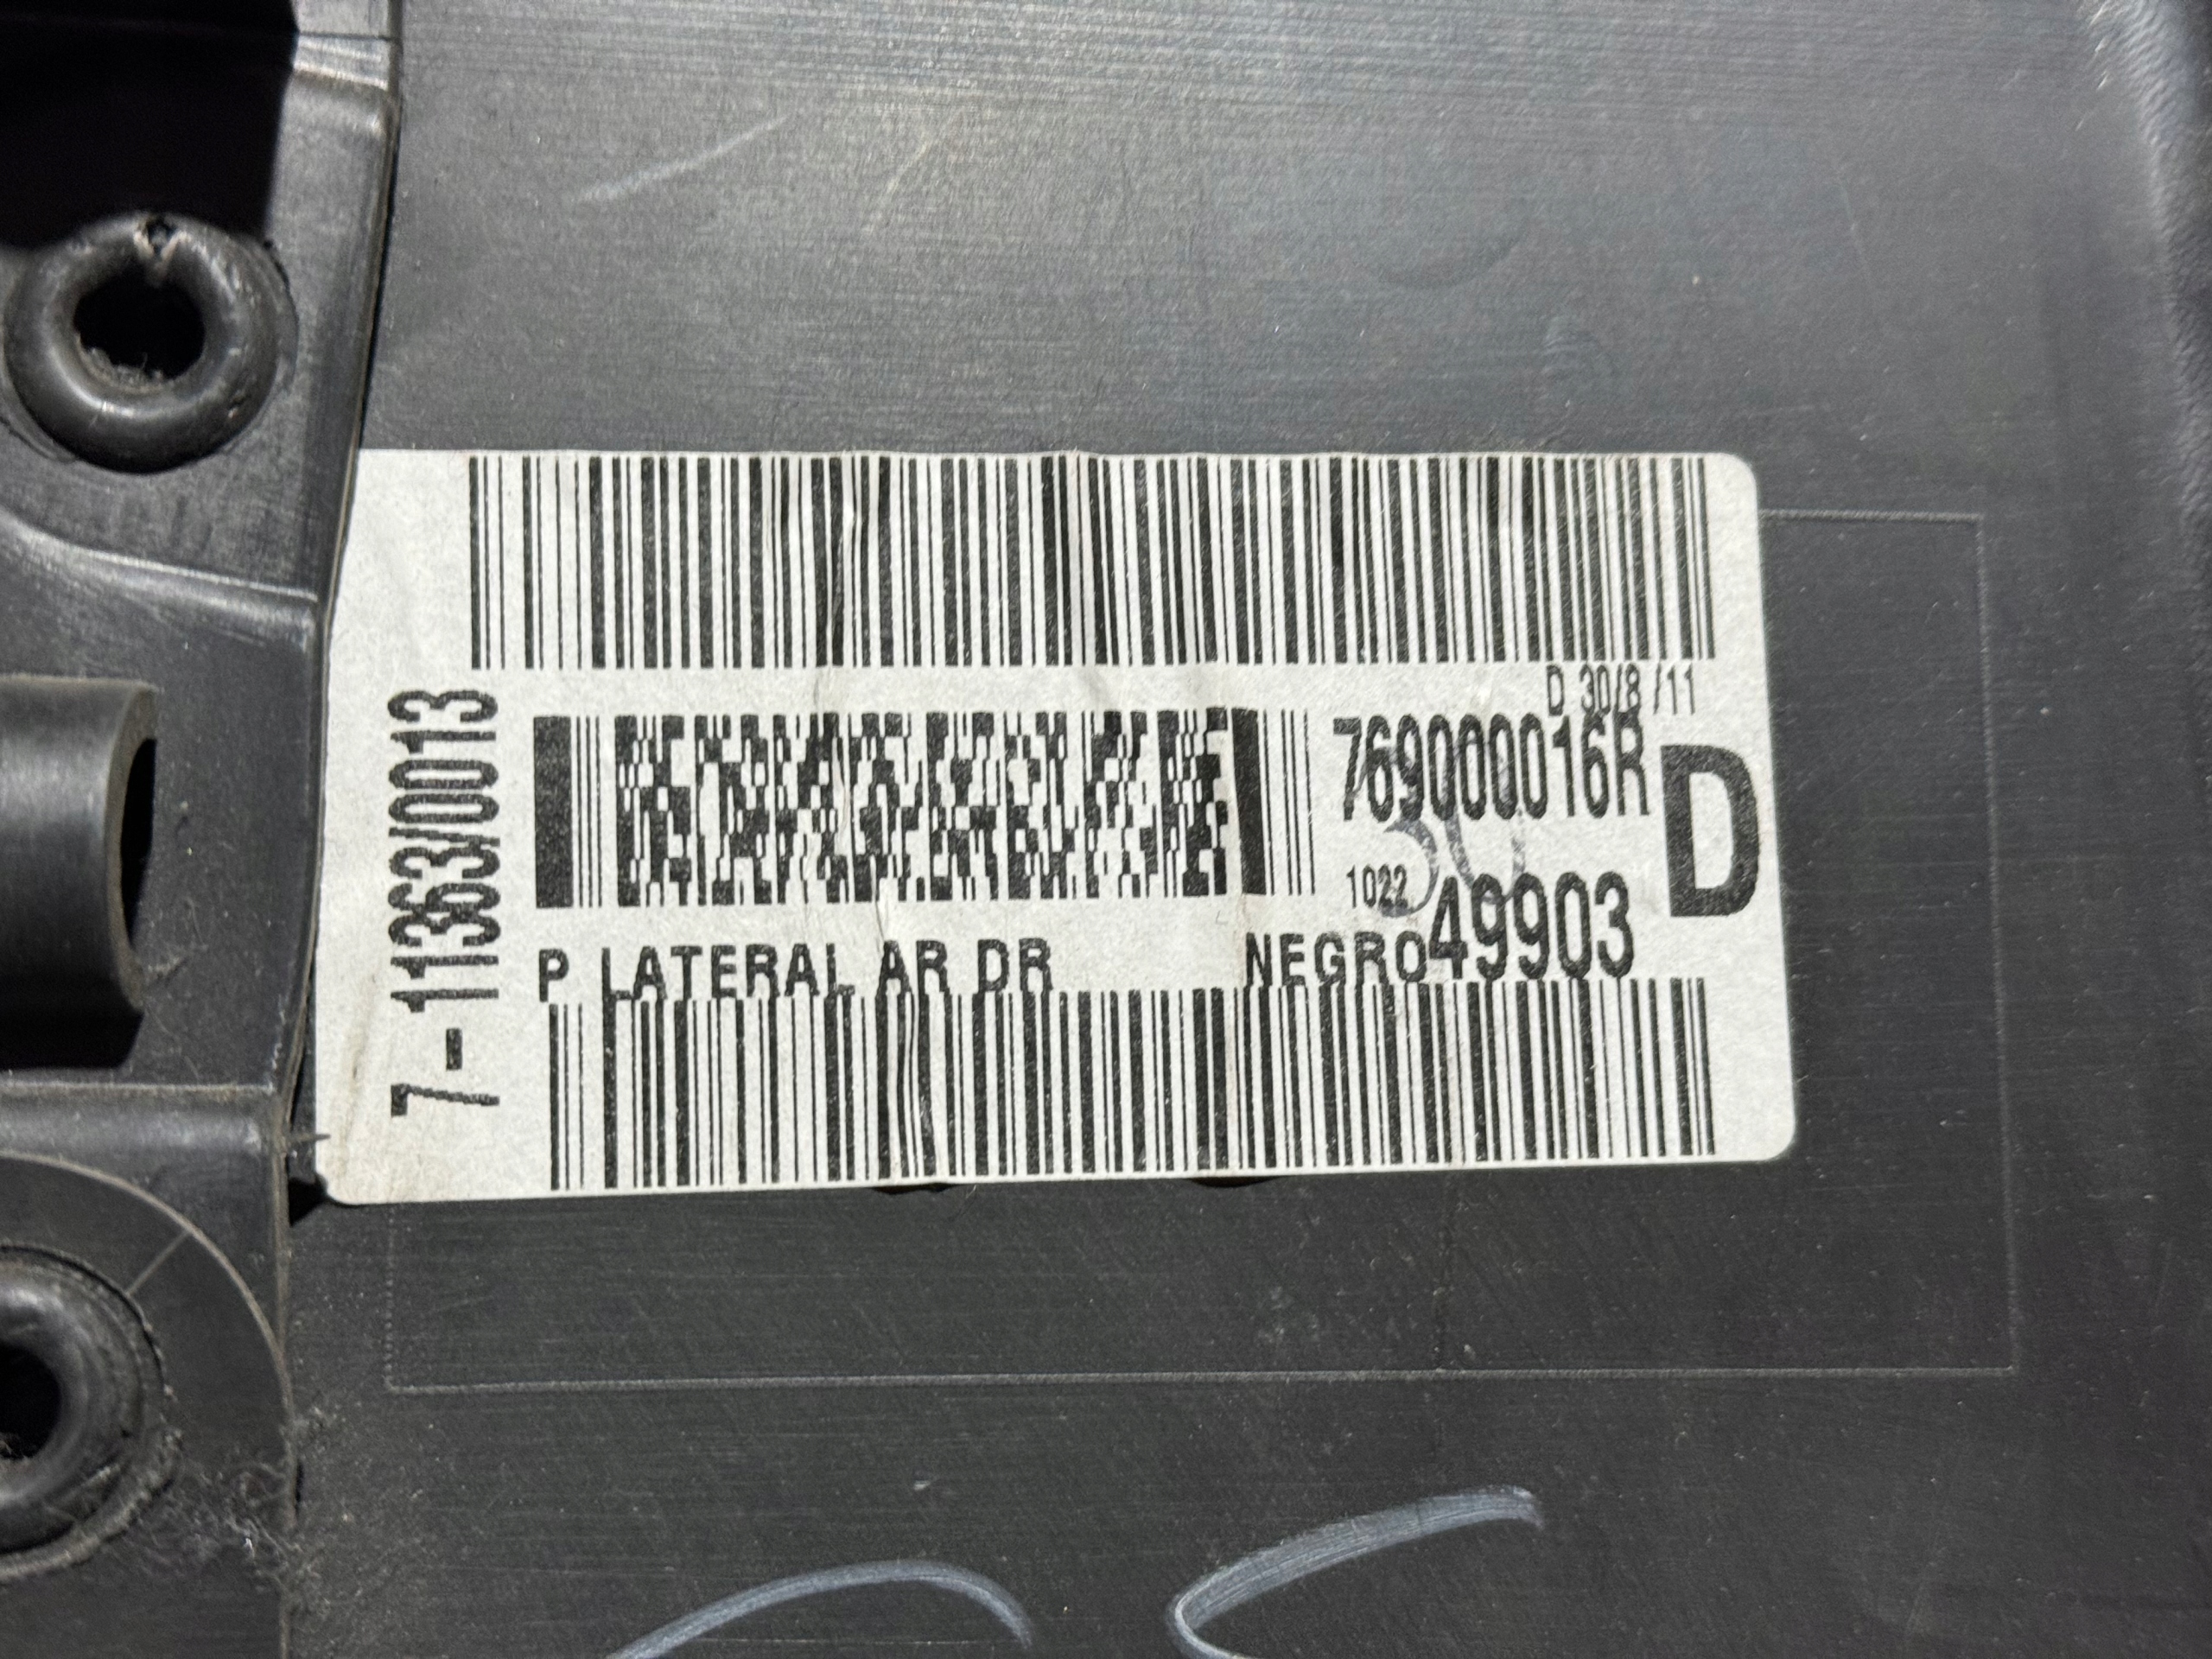 D 30/8 /11
769000016R
D
1022 49903
P LATERAL AR DR NEGRO
7-11363/0013